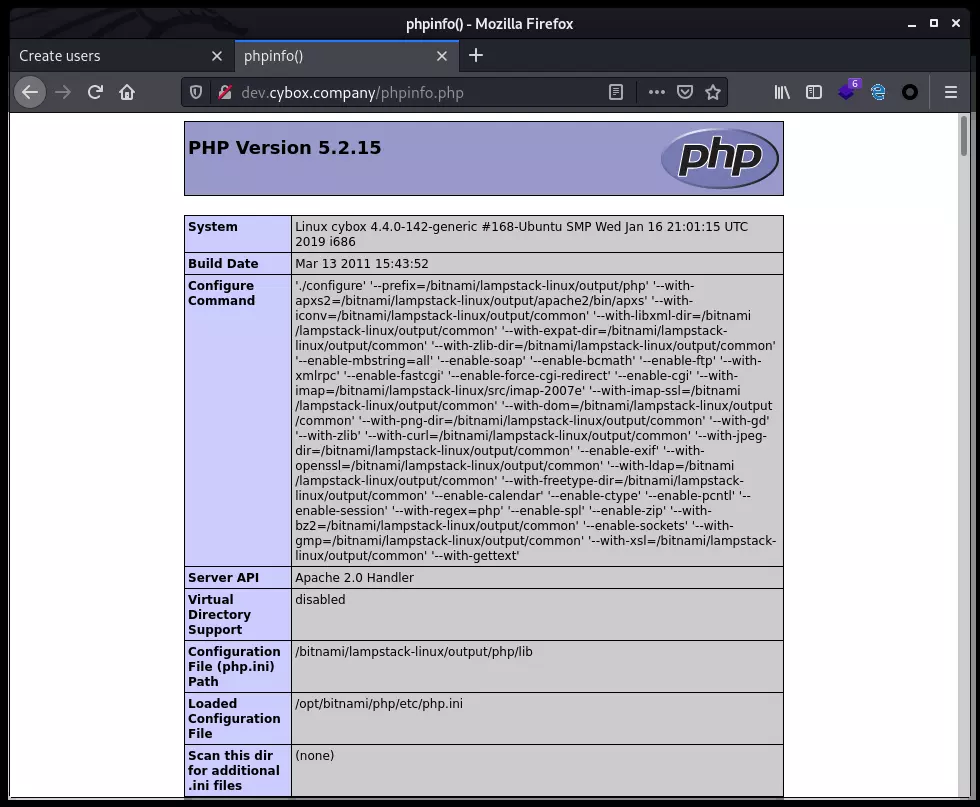 phpinfo() - Mozilla Firefox
Create users
phpinfo()
dev.cybox.company/phpinfo.php
6
PHP Version 5.2.15
php
System
Linux cybox 4.4.0-142-generic #168-Ubuntu SMP Wed Jan 16 21:01:15 UTC
2019 i686
Build Date
Mar 13 2011 15:43:52
Configure
Command
'./configure' '--prefix=/bitnami/lampstack-linux/output/php' '--with-
apxs2=/bitnami/lampstack-linux/output/apache2/bin/apxs' '--with-
iconv=/bitnami/lampstack-linux/output/common' '--with-libxml-dir=/bitnami
/lampstack-linux/output/common' '--with-expat-dir=/bitnami/lampstack-
linux/output/common' '--with-zlib-dir=/bitnami/lampstack-linux/output/common'
'--enable-mbstring=all' '--enable-soap' '--enable-bcmath' '--enable-ftp' '--with-
xmlrpc' '--enable-fastcgi' '--enable-force-cgi-redirect' '--enable-cgi' '--with-
imap=/bitnami/lampstack-linux/src/imap-2007e' '--with-imap-ssl=/bitnami
/lampstack-linux/output/common' '--with-dom=/bitnami/lampstack-linux/output
/common' '--with-png-dir=/bitnami/lampstack-linux/output/common' '--with-gd'
'--with-zlib' '--with-curl=/bitnami/lampstack-linux/output/common' '--with-jpeg-
dir=/bitnami/lampstack-linux/output/common' '--enable-exif' '--with-
openssl=/bitnami/lampstack-linux/output/common' '--with-ldap=/bitnami
/lampstack-linux/output/common' '--with-freetype-dir=/bitnami/lampstack-
linux/output/common' '--enable-calendar' '--enable-ctype' '--enable-pcntl' '--
enable-session' '--with-regex=php' '--enable-spl' '--enable-zip' '--with-
bz2=/bitnami/lampstack-linux/output/common' '--enable-sockets' '--with-
gmp=/bitnami/lampstack-linux/output/common' '--with-xsl=/bitnami/lampstack-
linux/output/common' '--with-gettext'
Server API
Apache 2.0 Handler
Virtual
Directory
Support
disabled
Configuration
File (php.ini)
Path
/bitnami/lampstack-linux/output/php/lib
Loaded
Configuration
File
/opt/bitnami/php/etc/php.ini
Scan this dir
for additional
.ini files
(none)